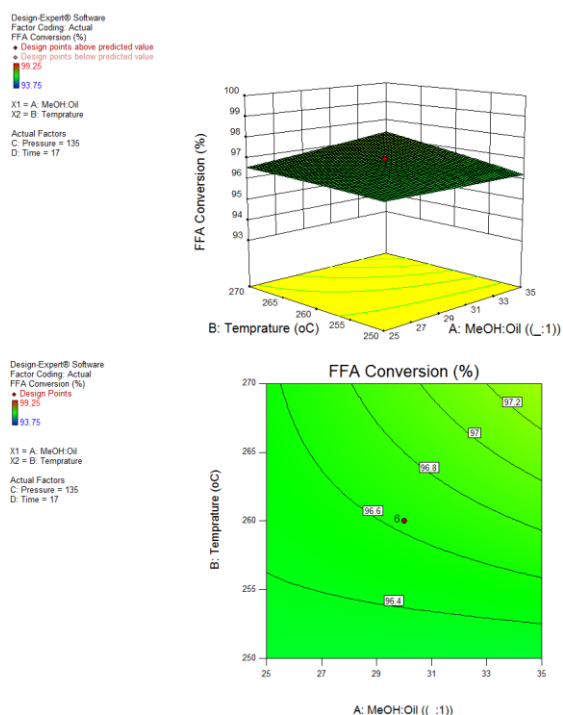 Design-Expert® Software
Factor Coding: Actual
FFA Conversion (%)
Design points above predicted value
Design points below predicted value
99.25
93.75
X1 = A: MeOH:Oil
X2 = B: Temprature
Actual Factors
C: Pressure = 135
D: Time = 17
100
99
98
97
96
95
94
93
FFA Conversion (%)
270
265
260
255
250
25
27
29
31
33
35
B: Temprature (oC)
A: MeOH:Oil ((_:1))
Design-Expert® Software
Factor Coding: Actual
FFA Conversion (%)
Design Points
99.25
93.75
X1 = A: MeOH:Oil
X2 = B: Temprature
Actual Factors
C: Pressure = 135
D: Time = 17
FFA Conversion (%)
270
265
260
255
250
B: Temprature (oC)
97.2
97
96.8
96.6
6
96.4
25
27
29
31
33
35
A: MeOH:Oil ((_:1))